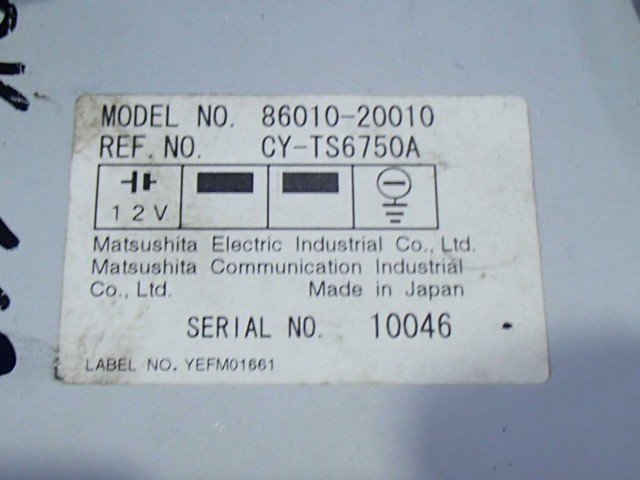 MODEL NO. 86010-20010
REF. NO. CY-TS6750A
12V
Matsushita Electric Industrial Co., Ltd.
Matsushita Communication Industrial
Co., Ltd. Made in Japan
SERIAL NO. 10046
LABEL NO. YEFM01661